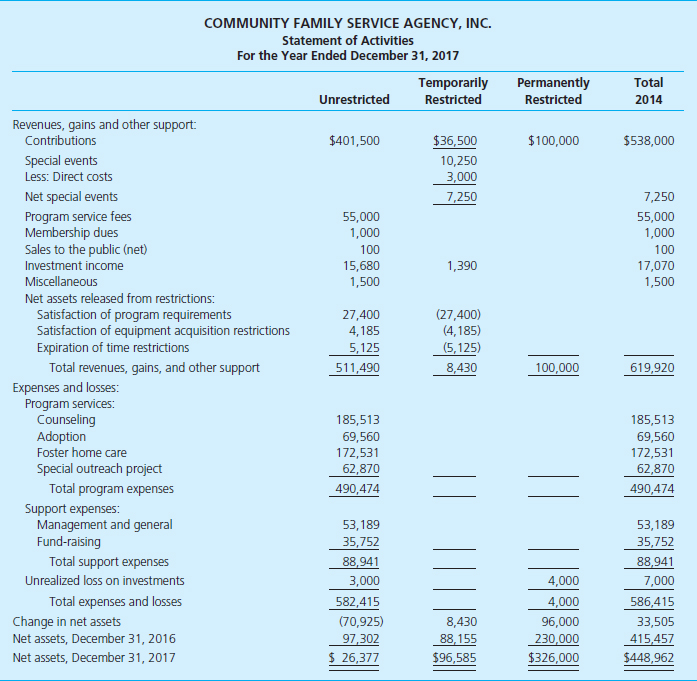 COMMUNITY FAMILY SERVICE AGENCY, INC.
Statement of Activities
For the Year Ended December 31, 2017
Temporarily Permanently Total
Unrestricted Restricted Restricted 2014
Revenues, gains and other support:
Contributions $401,500 $36,500 $100,000 $538,000
Special events 10,250
Less: Direct costs 3,000
Net special events 7,250 7,250
Program service fees 55,000 55,000
Membership dues 1,000 1,000
Sales to the public (net) 100 100
Investment income 15,680 1,390 17,070
Miscellaneous 1,500 1,500
Net assets released from restrictions:
Satisfaction of program requirements 27,400 (27,400)
Satisfaction of equipment acquisition restrictions 4,185 (4,185)
Expiration of time restrictions 5,125 (5,125)
Total revenues, gains, and other support 511,490 8,430 100,000 619,920
Expenses and losses:
Program services:
Counseling 185,513 185,513
Adoption 69,560 69,560
Foster home care 172,531 172,531
Special outreach project 62,870 62,870
Total program expenses 490,474 490,474
Support expenses:
Management and general 53,189 53,189
Fund-raising 35,752 35,752
Total support expenses 88,941 88,941
Unrealized loss on investments 3,000 4,000 7,000
Total expenses and losses 582,415 4,000 586,415
Change in net assets (70,925) 8,430 96,000 33,505
Net assets, December 31, 2016 97,302 88,155 230,000 415,457
Net assets, December 31, 2017 $ 26,377 $96,585 $326,000 $448,962